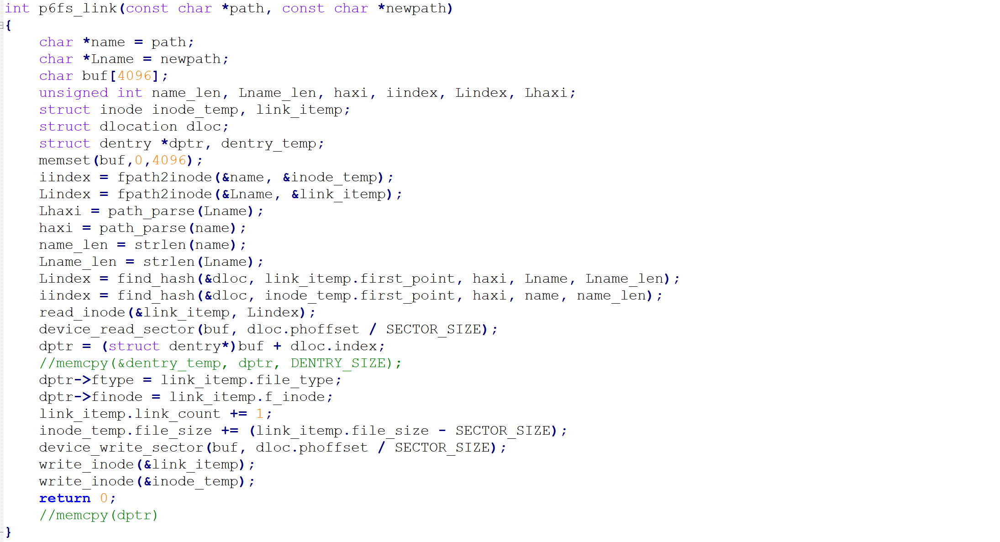 int p6fs_link(const char *path, const char *newpath)
{
    char *name = path;
    char *Lname = newpath;
    char buf[4096];
    unsigned int name_len, Lname_len, haxi, iindex, Lindex, Lhaxi;
    struct inode inode_temp, link_itemp;
    struct dlocation dloc;
    struct dentry *dptr, dentry_temp;
    memset(buf,0,4096);
    iindex = fpath2inode(&name, &inode_temp);
    Lindex = fpath2inode(&Lname, &link_itemp);
    Lhaxi = path_parse(Lname);
    haxi = path_parse(name);
    name_len = strlen(name);
    Lname_len = strlen(Lname);
    Lindex = find_hash(&dloc, link_itemp.first_point, haxi, Lname, Lname_len);
    iindex = find_hash(&dloc, inode_temp.first_point, haxi, name, name_len);
    read_inode(&link_itemp, Lindex);
    device_read_sector(buf, dloc.phoffset / SECTOR_SIZE);
    dptr = (struct dentry*)buf + dloc.index;
    //memcpy(&dentry_temp, dptr, DENTRY_SIZE);
    dptr->ftype = link_itemp.file_type;
    dptr->finode = link_itemp.f_inode;
    link_itemp.link_count += 1;
    inode_temp.file_size += (link_itemp.file_size - SECTOR_SIZE);
    device_write_sector(buf, dloc.phoffset / SECTOR_SIZE);
    write_inode(&link_itemp);
    write_inode(&inode_temp);
    return 0;
    //memcpy(dptr)
}